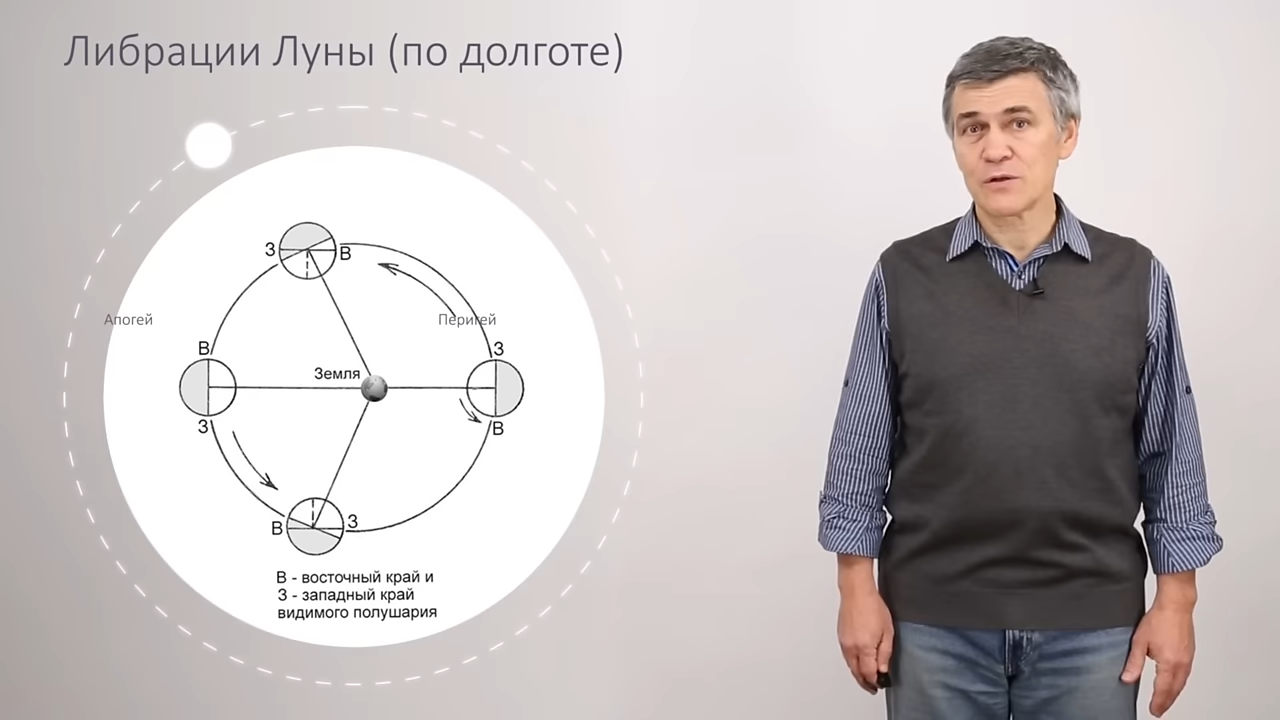 Либрации Луны (по долготе)
З
В
Апогей
Перигей
В
З
Земля
З
В
В
З
В - восточный край и
З - западный край
видимого полушария